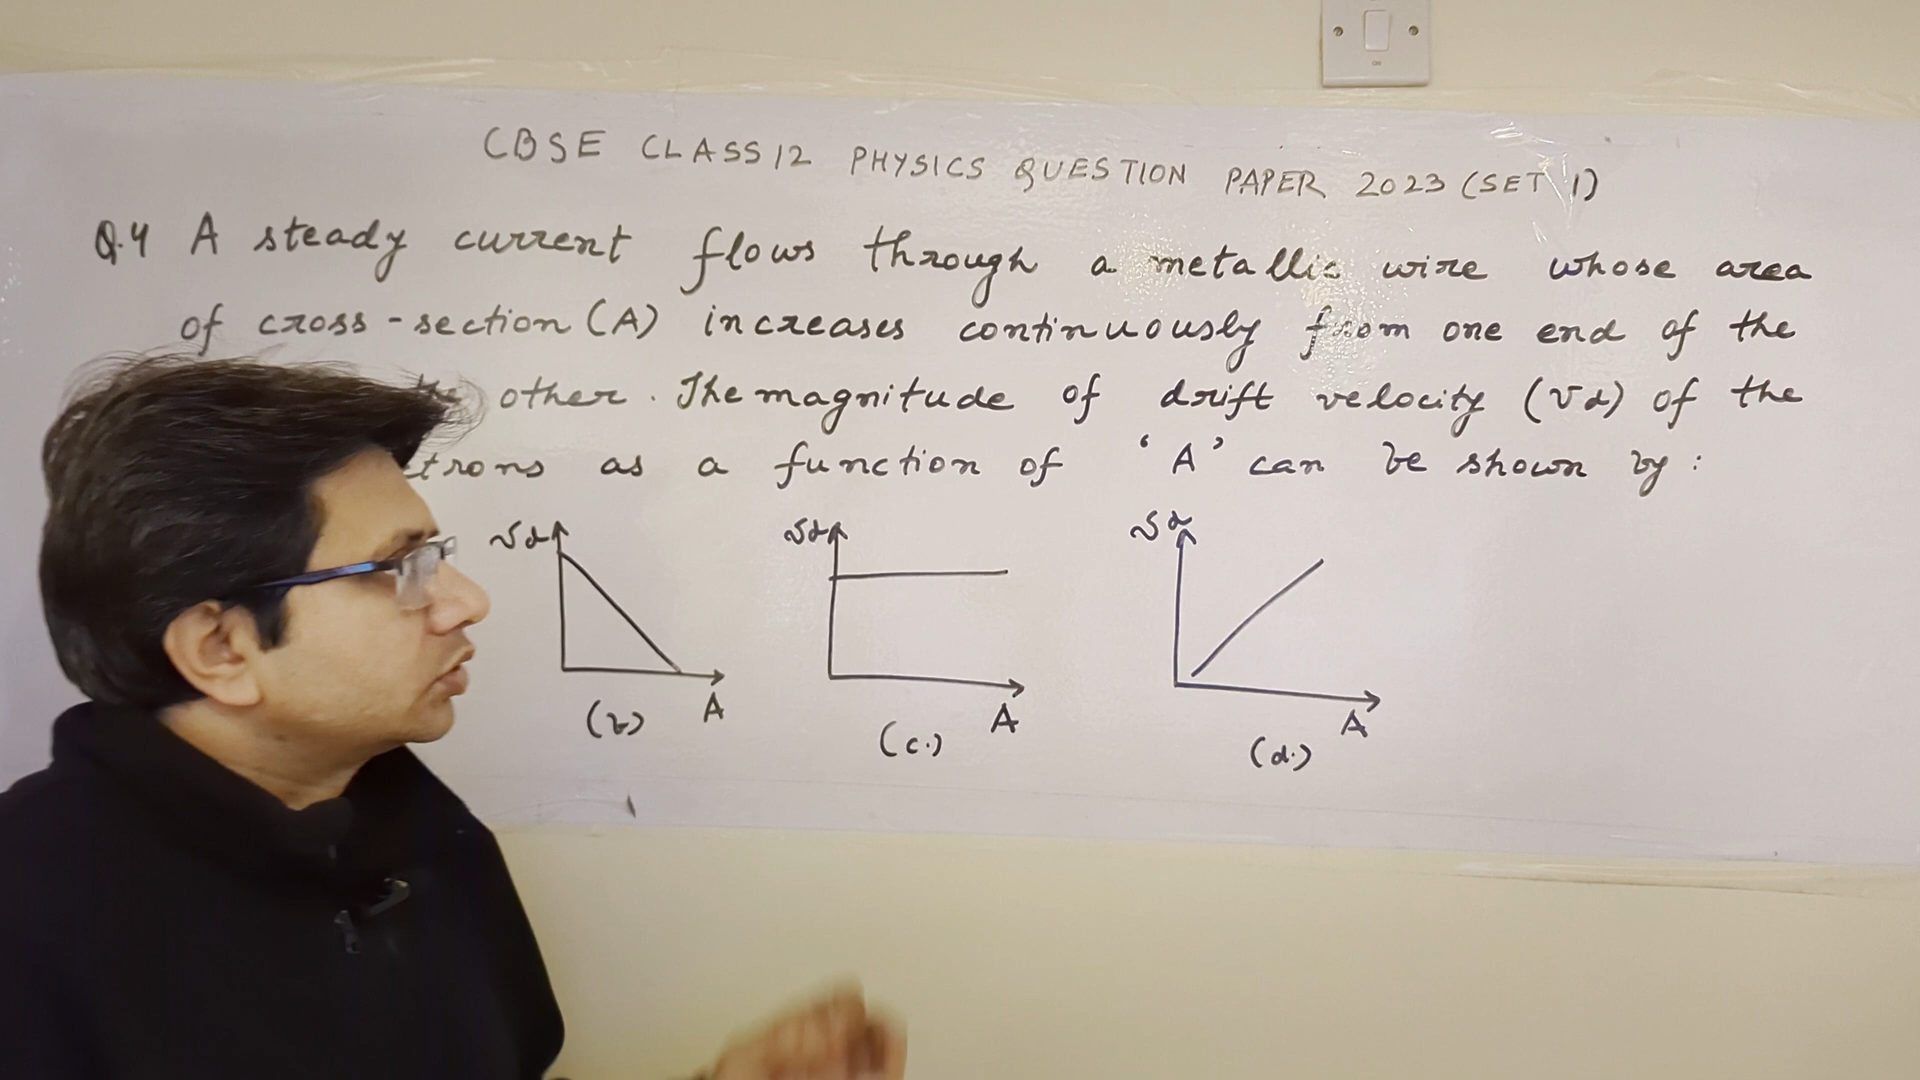 CBSE CLASS 12 PHYSICS QUESTION PAPER 2023 (SET 1)
Q.4 A steady current flows through a metallic wire whose area
of cross-section (A) increases continuously from one end of the
other. The magnitude of drift velocity (vd) of the
as a function of 'A' can be shown by:
vd vd vd
A A A
(b) (c.) (d.)